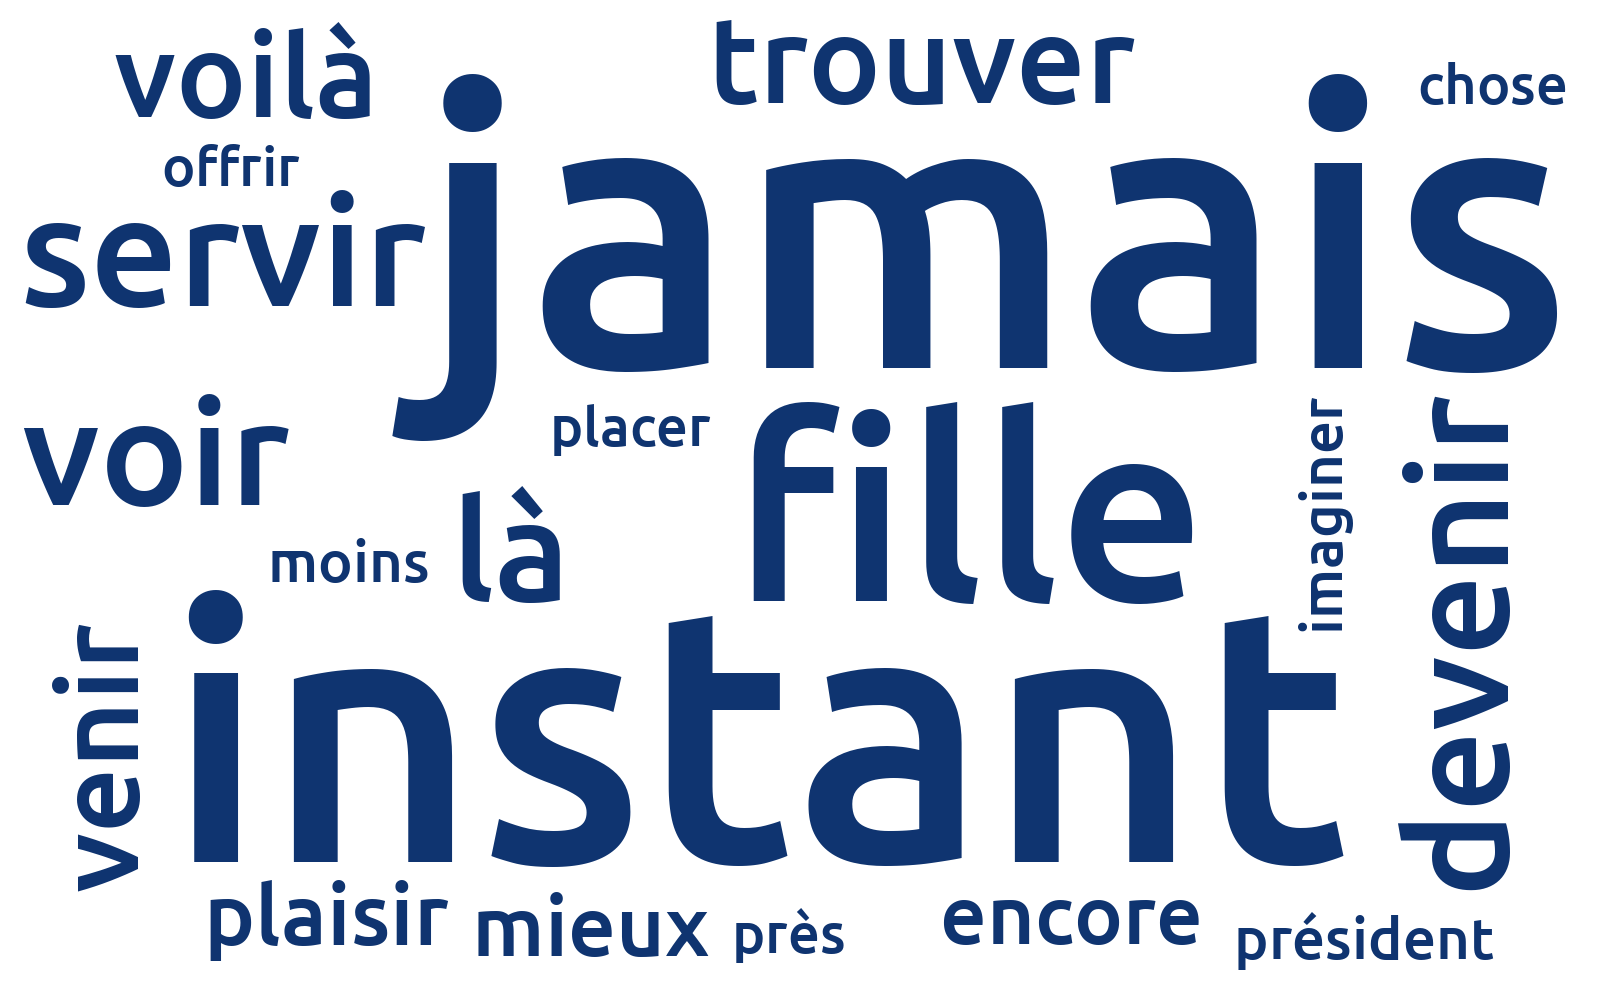 voilà
trouver
chose
offrir
jamais
servir
voir
placer
fille
imaginer
devenir
là
moins
instant
venir
plaisir
mieux
près
encore
président